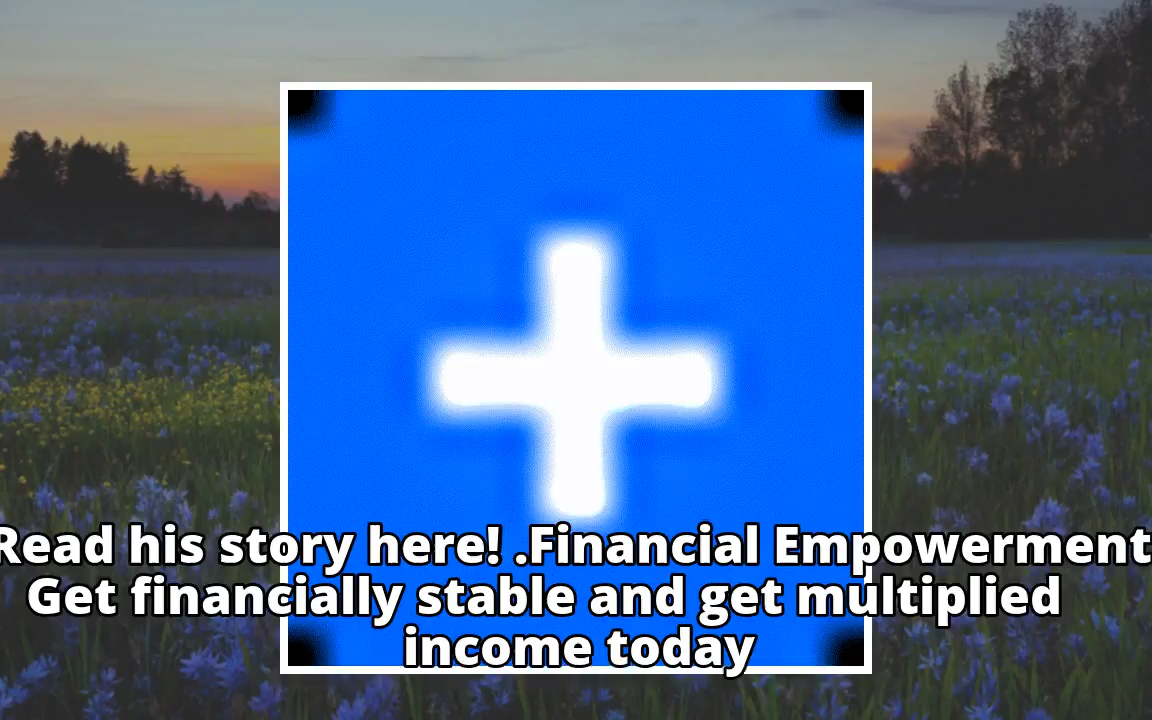 Read his story here! .Financial Empowerment
Get financially stable and get multiplied
income today